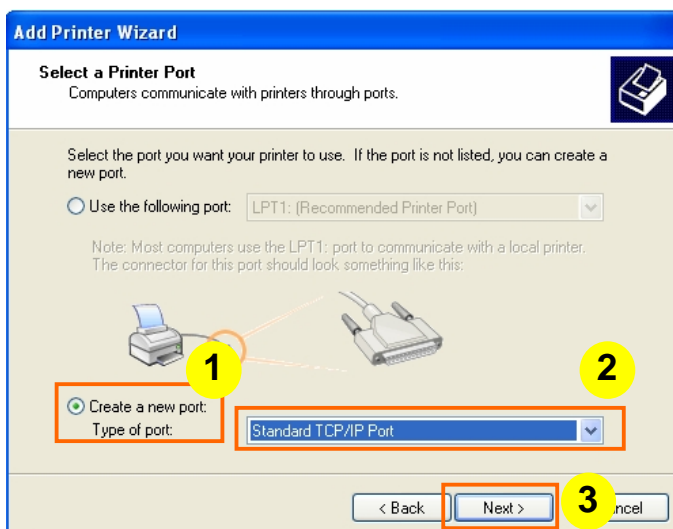 Add Printer Wizard
Select a Printer Port
Computers communicate with printers through ports.
Select the port you want your printer to use. If the port is not listed, you can create a
new port.
Use the following port: LPT1: (Recommended Printer Port)
Note: Most computers use the LPT1: port to communicate with a local printer.
The connector for this port should look something like this:
1
2
Create a new port:
Type of port: Standard TCP/IP Port
< Back Next > 3 ncel